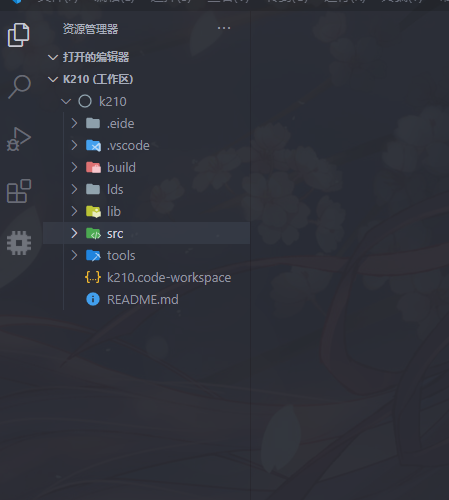 资源管理器
打开的编辑器
K210 (工作区)
k210
.eide
.vscode
build
lds
lib
src
tools
k210.code-workspace
README.md